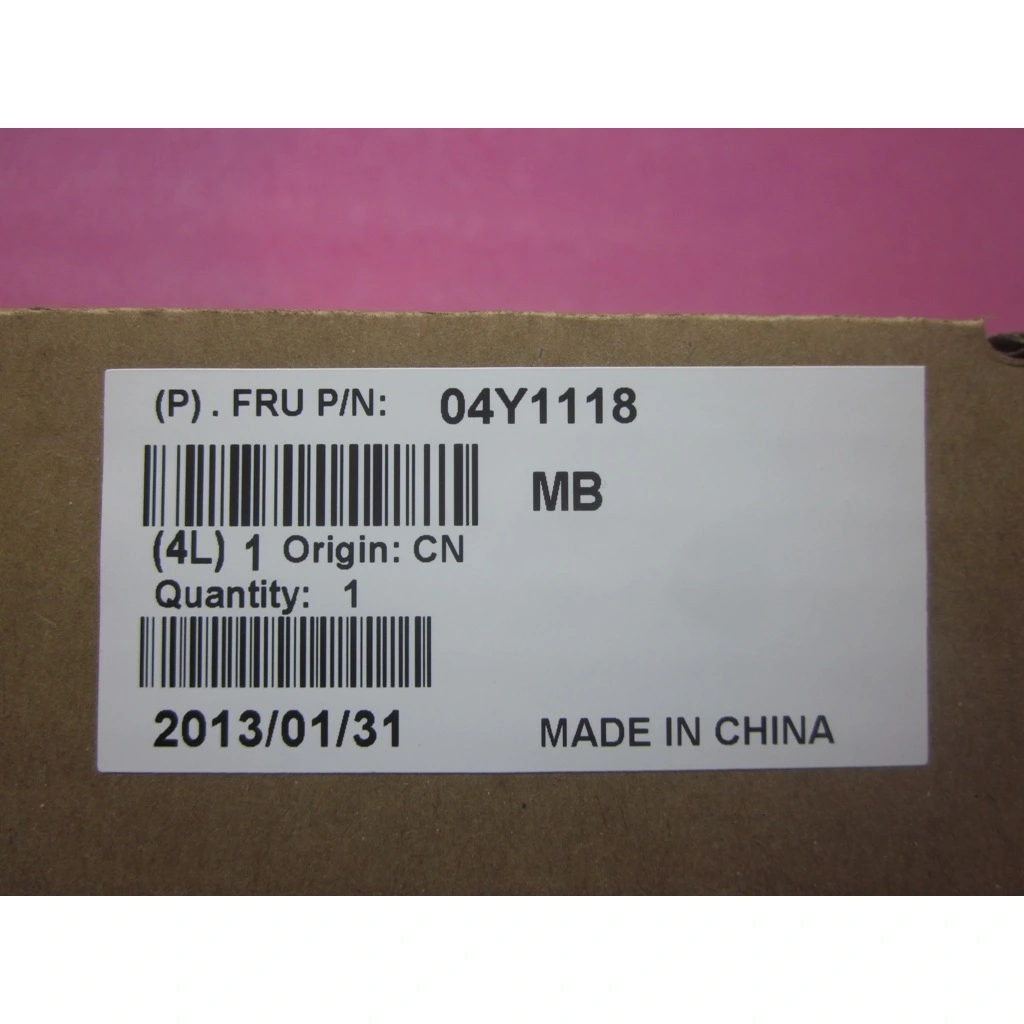 (P) . FRU P/N: 04Y1118
MB
(4L) 1 Origin: CN
Quantity: 1
2013/01/31 MADE IN CHINA